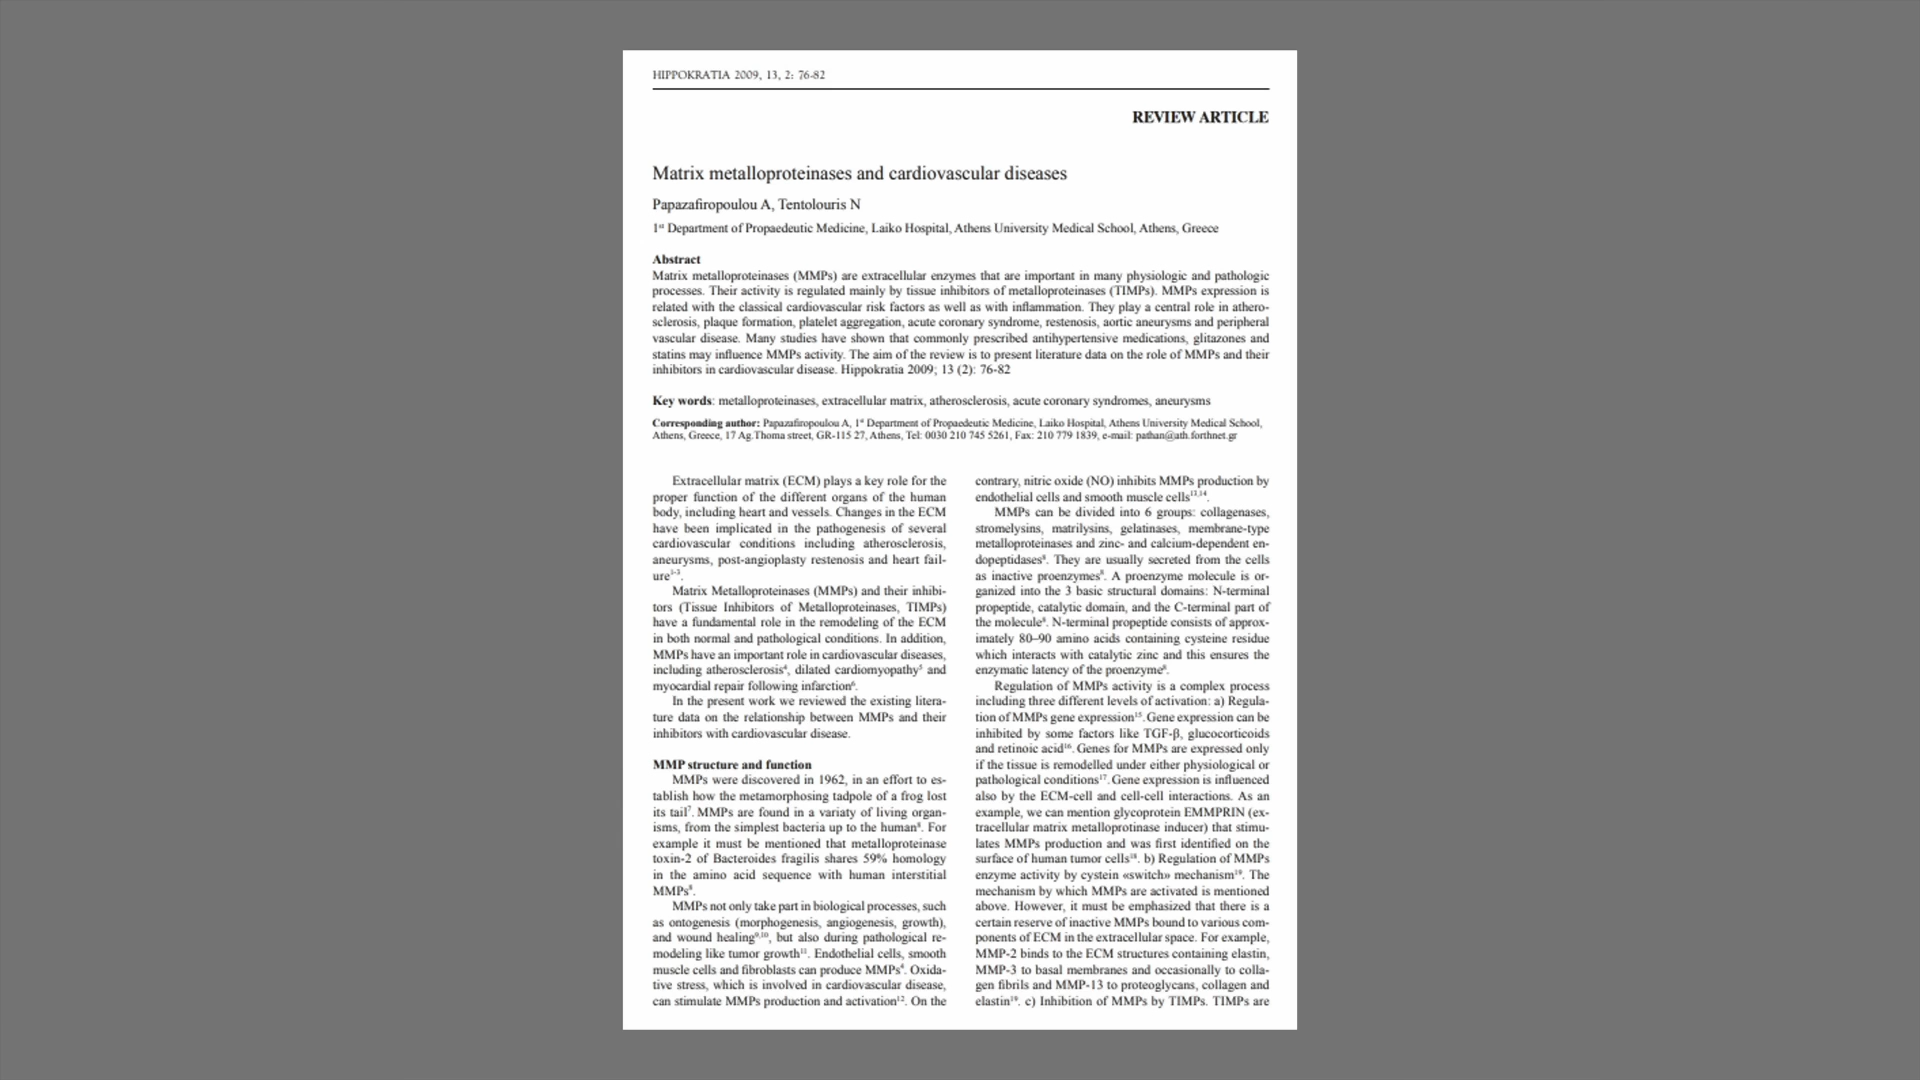 HIPPOKRATIA 2009, 13, 2: 76-82
REVIEW ARTICLE
Matrix metalloproteinases and cardiovascular diseases
Papazafiropoulou A, Tentolouris N
1st Department of Propaedeutic Medicine, Laiko Hospital, Athens University Medical School, Athens, Greece
Abstract
Matrix metalloproteinases (MMPs) are extracellular enzymes that are important in many physiologic and pathologic
processes. Their activity is regulated mainly by tissue inhibitors of metalloproteinases (TIMPs). MMPs expression is
related with the classical cardiovascular risk factors as well as with inflammation. They play a central role in athero-
sclerosis, plaque formation, platelet aggregation, acute coronary syndrome, restenosis, aortic aneurysms and peripheral
vascular disease. Many studies have shown that commonly prescribed antihypertensive medications, glitazones and
statins may influence MMPs activity. The aim of the review is to present literature data on the role of MMPs and their
inhibitors in cardiovascular disease. Hippokratia 2009; 13 (2): 76-82
Key words: metalloproteinases, extracellular matrix, atherosclerosis, acute coronary syndromes, aneurysms
Corresponding author: Papazafiropoulou A, 1st Department of Propaedeutic Medicine, Laiko Hospital, Athens University Medical School,
Athens, Greece, 17 Ag.Thoma street, GR-115 27, Athens, Tel: 0030 210 745 5261, Fax: 210 779 1839, e-mail: pathan@ath.forthnet.gr
Extracellular matrix (ECM) plays a key role for the
proper function of the different organs of the human
body, including heart and vessels. Changes in the ECM
have been implicated in the pathogenesis of several
cardiovascular conditions including atherosclerosis,
aneurysms, post-angioplasty restenosis and heart fail-
ure1-3.
Matrix Metalloproteinases (MMPs) and their inhibi-
tors (Tissue Inhibitors of Metalloproteinases, TIMPs)
have a fundamental role in the remodeling of the ECM
in both normal and pathological conditions. In addition,
MMPs have an important role in cardiovascular diseases,
including atherosclerosis4, dilated cardiomyopathy5 and
myocardial repair following infarction6.
In the present work we reviewed the existing litera-
ture data on the relationship between MMPs and their
inhibitors with cardiovascular disease.
MMP structure and function
MMPs were discovered in 1962, in an effort to es-
tablish how the metamorphosing tadpole of a frog lost
its tail7. MMPs are found in a variaty of living organ-
isms, from the simplest bacteria up to the human8. For
example it must be mentioned that metalloproteinase
toxin-2 of Bacteroides fragilis shares 59% homology
in the amino acid sequence with human interstitial
MMPs8.
MMPs not only take part in biological processes, such
as ontogenesis (morphogenesis, angiogenesis, growth),
and wound healing9,10, but also during pathological re-
modeling like tumor growth11. Endothelial cells, smooth
muscle cells and fibroblasts can produce MMPs4. Oxida-
tive stress, which is involved in cardiovascular disease,
can stimulate MMPs production and activation12. On the
contrary, nitric oxide (NO) inhibits MMPs production by
endothelial cells and smooth muscle cells13,14.
MMPs can be divided into 6 groups: collagenases,
stromelysins, matrilysins, gelatinases, membrane-type
metalloproteinases and zinc- and calcium-dependent en-
dopeptidases8. They are usually secreted from the cells
as inactive proenzymes8. A proenzyme molecule is or-
ganized into the 3 basic structural domains: N-terminal
propeptide, catalytic domain, and the C-terminal part of
the molecule8. N-terminal propeptide consists of approx-
imately 80–90 amino acids containing cysteine residue
which interacts with catalytic zinc and this ensures the
enzymatic latency of the proenzyme8.
Regulation of MMPs activity is a complex process
including three different levels of activation: a) Regula-
tion of MMPs gene expression15. Gene expression can be
inhibited by some factors like TGF-β, glucocorticoids
and retinoic acid16. Genes for MMPs are expressed only
if the tissue is remodelled under either physiological or
pathological conditions17. Gene expression is influenced
also by the ECM-cell and cell-cell interactions. As an
example, we can mention glycoprotein EMMPRIN (ex-
tracellular matrix metalloprotinase inducer) that stimu-
lates MMPs production and was first identified on the
surface of human tumor cells18. b) Regulation of MMPs
enzyme activity by cystein «switch» mechanism19. The
mechanism by which MMPs are activated is mentioned
above. However, it must be emphasized that there is a
certain reserve of inactive MMPs bound to various com-
ponents of ECM in the extracellular space. For example,
MMP-2 binds to the ECM structures containing elastin,
MMP-3 to basal membranes and occasionally to colla-
gen fibrils and MMP-13 to proteoglycans, collagen and
elastin19. c) Inhibition of MMPs by TIMPs. TIMPs are